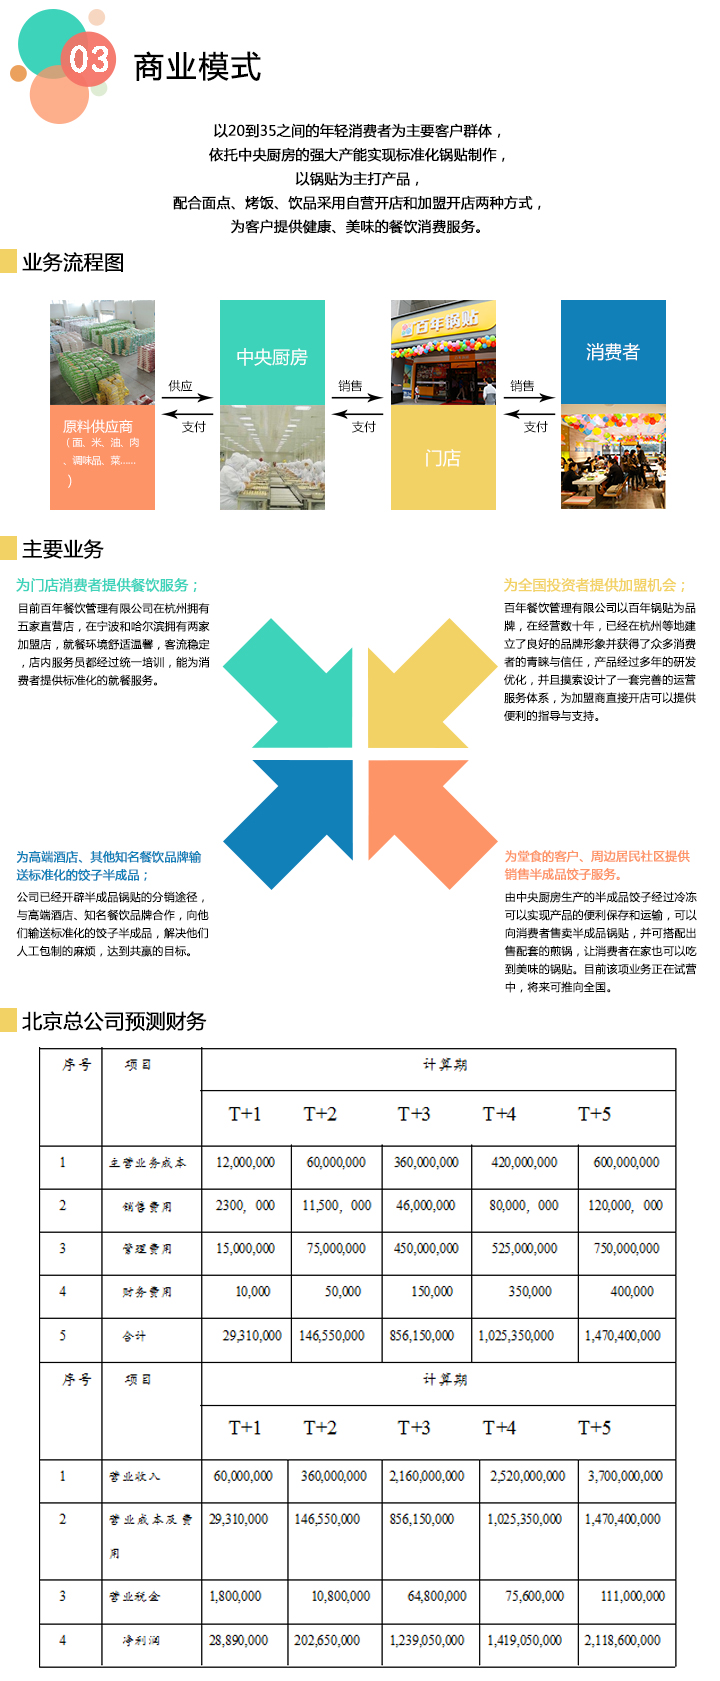 03
商业模式
以20到35之间的年轻消费者为主要客户群体，
依托中央厨房的强大产能实现标准化锅贴制作，
以锅贴为主打产品，
配合面点、烤饭、饮品采用自营开店和加盟开店两种方式，
为客户提供健康、美味的餐饮消费服务。
业务流程图
原料供应商
（面、米、油、肉
、调味品、菜……
）
供应
支付
中央厨房
销售
支付
百年锅贴
门店
销售
支付
消费者
主要业务
为门店消费者提供餐饮服务；
目前百年餐饮管理有限公司在杭州拥有
五家直营店，在宁波和哈尔滨拥有两家
加盟店，就餐环境舒适温馨，客流稳定
，店内服务员都经过统一培训，能为消
费者提供标准化的就餐服务。
为全国投资者提供加盟机会；
百年餐饮管理有限公司以百年锅贴为品
牌，在经营数十年，已经在杭州等地建
立了良好的品牌形象并获得了众多消费
者的青睐与信任，产品经过多年的研发
优化，并且摸索设计了一套完善的运营
服务体系，为加盟商直接开店可以提供
便利的指导与支持。
为高端酒店、其他知名餐饮品牌输
送标准化的饺子半成品；
公司已经开辟半成品锅贴的分销途径，
与高端酒店、知名餐饮品牌合作，向他
们输送标准化的饺子半成品，解决他们
人工包制的麻烦，达到共赢的目标。
为堂食的客户、周边居民社区提供
销售半成品饺子服务。
由中央厨房生产的半成品饺子经过冷冻
可以实现产品的便利保存和运输，可以
向消费者售卖半成品锅贴，并可搭配出
售配套的煎锅，让消费者在家也可以吃
到美味的锅贴。目前该项业务正在试营
中，将来可推向全国。
北京总公司预测财务
序号 项目 计算期
T+1 T+2 T+3 T+4 T+5
1 主营业务成本 12,000,000 60,000,000 360,000,000 420,000,000 600,000,000
2 销售费用 2300，000 11,500，000 46,000,000 80,000，000 120,000，000
3 管理费用 15,000,000 75,000,000 450,000,000 525,000,000 750,000,000
4 财务费用 10,000 50,000 150,000 350,000 400,000
5 合计 29,310,000 146,550,000 856,150,000 1,025,350,000 1,470,400,000
序号 项目 计算期
T+1 T+2 T+3 T+4 T+5
1 营业收入 60,000,000 360,000,000 2,160,000,000 2,520,000,000 3,700,000,000
2 营业成本及费 29,310,000 146,550,000 856,150,000 1,025,350,000 1,470,400,000
用
3 营业税金 1,800,000 10,800,000 64,800,000 75,600,000 111,000,000
4 净利润 28,890,000 202,650,000 1,239,050,000 1,419,050,000 2,118,600,000